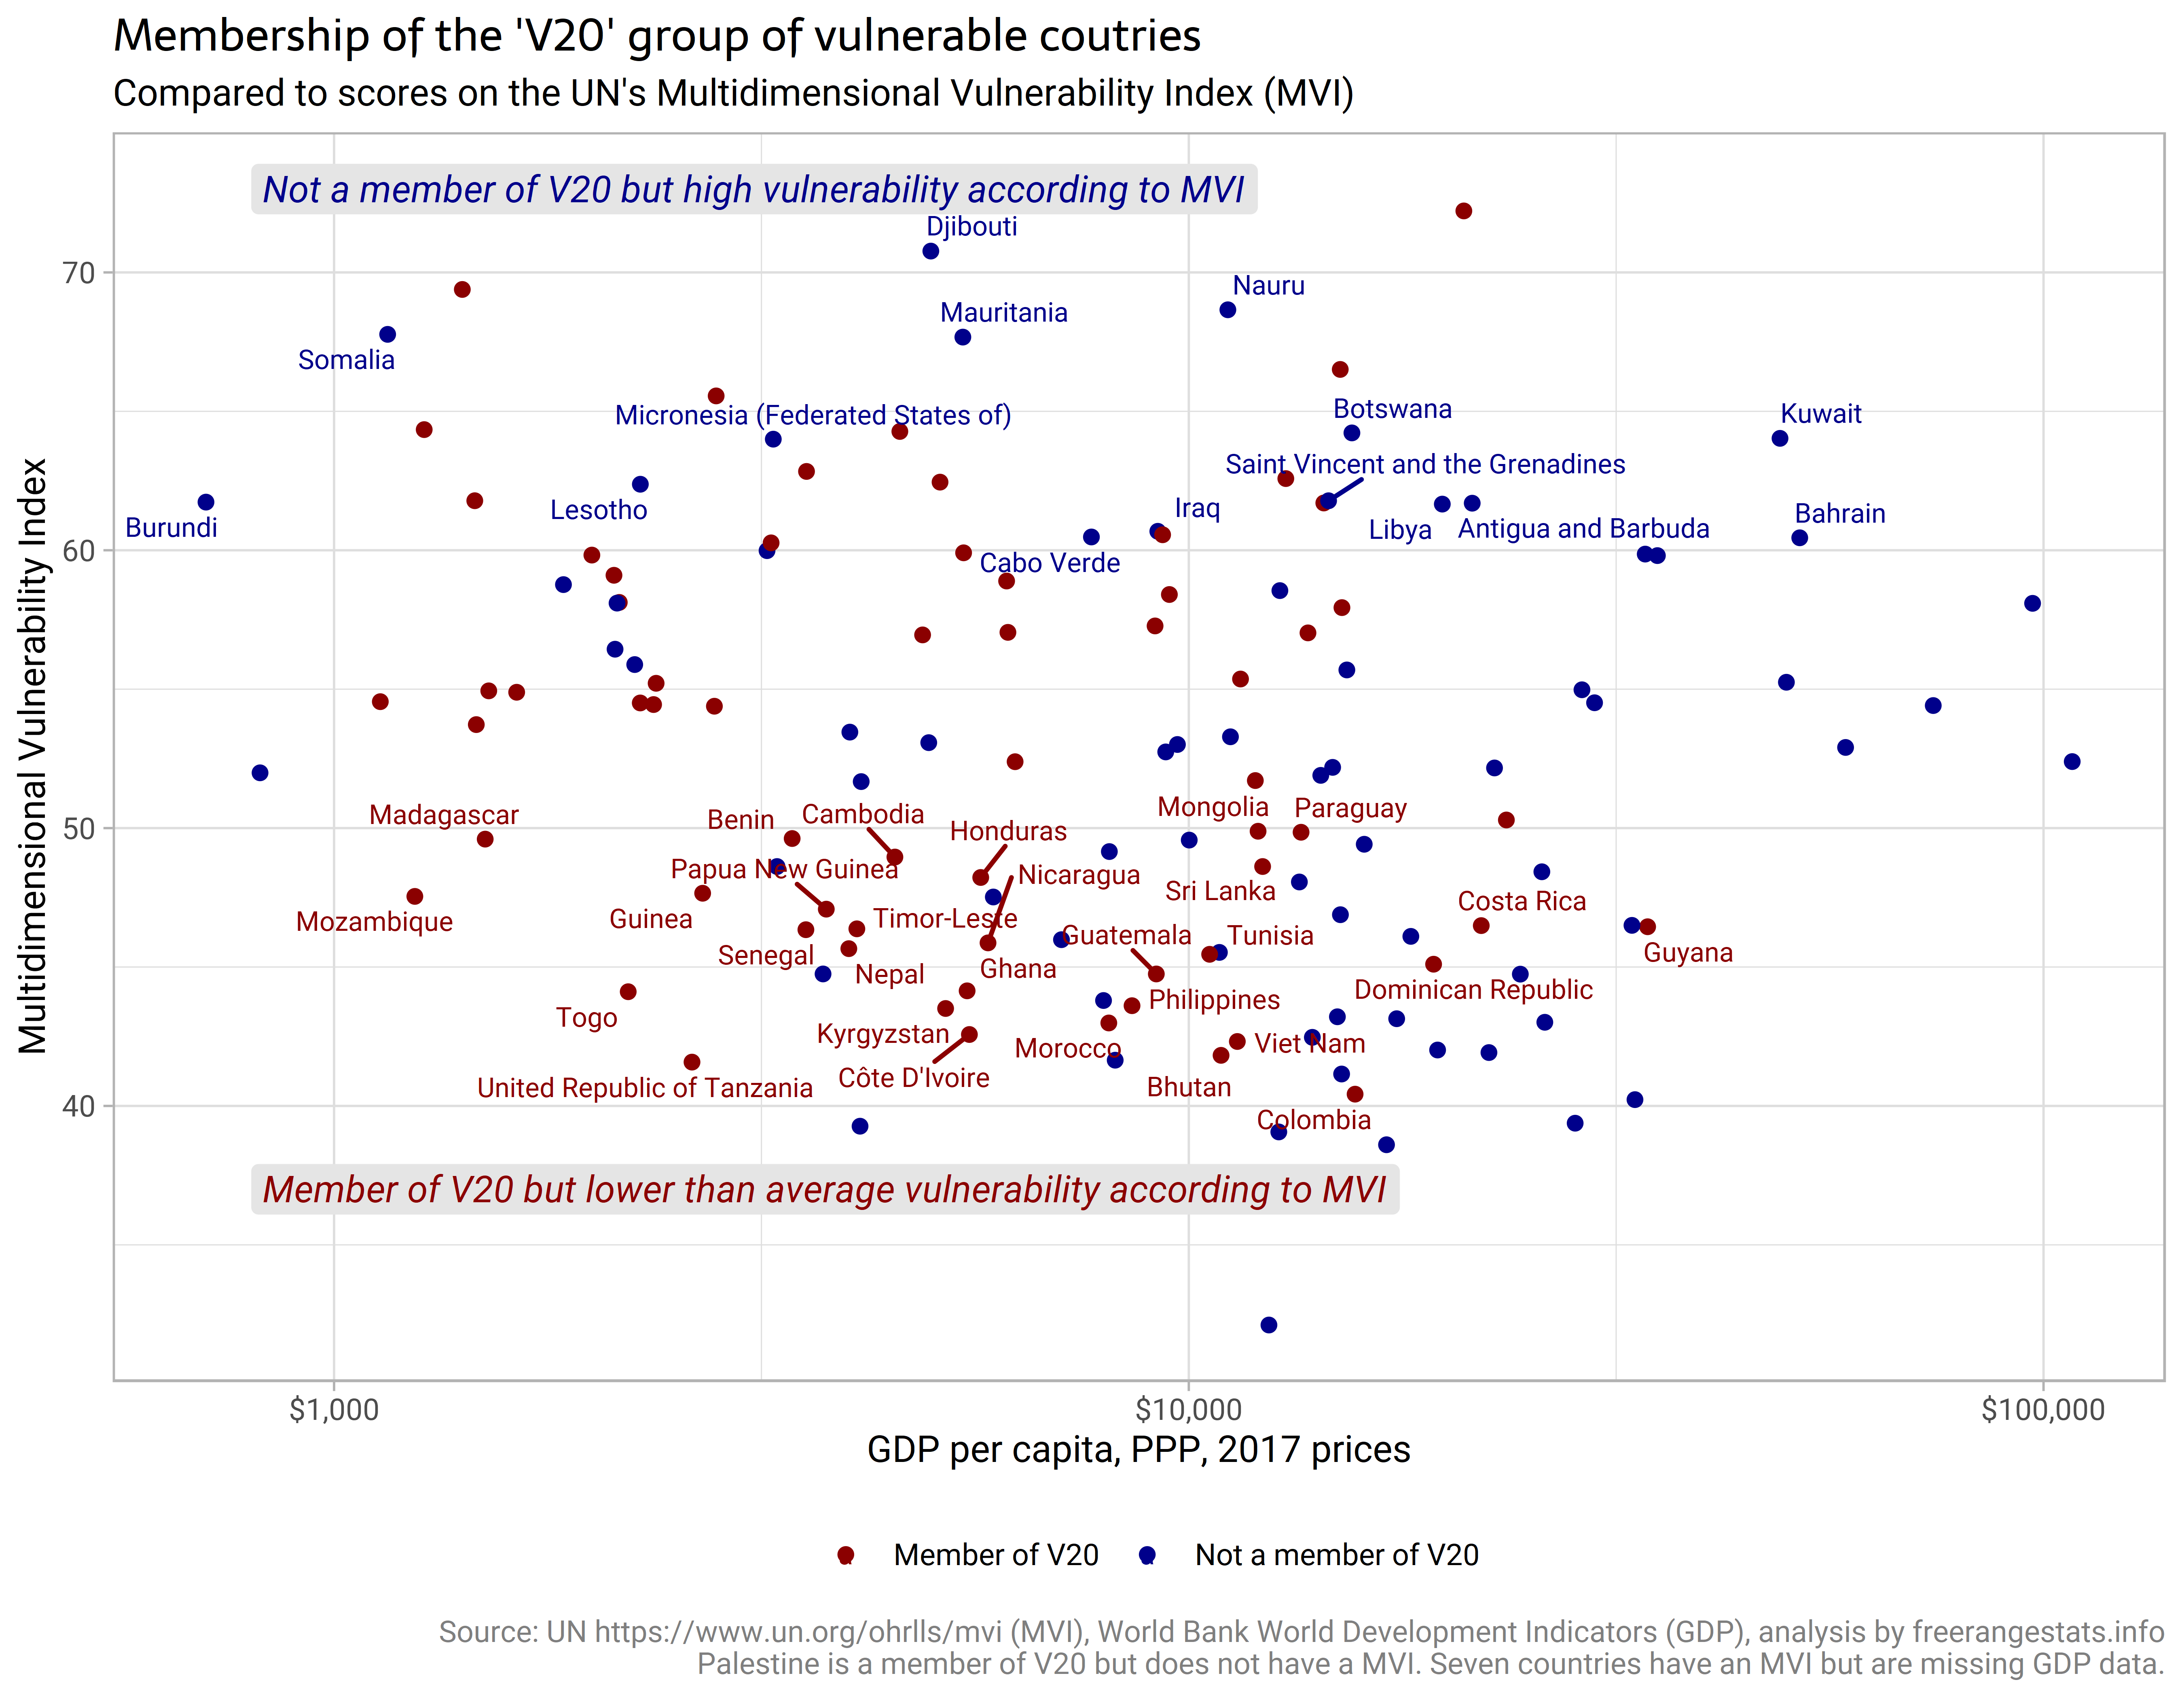 Membership of the 'V20' group of vulnerable coutries
Compared to scores on the UN's Multidimensional Vulnerability Index (MVI)
Not a member of V20 but high vulnerability according to MVI
Djibouti
70
Nauru
Mauritania
Somalia
Micronesia (Federated States of)
Botswana
Kuwait
Saint Vincent and the Grenadines
Lesotho
Iraq
Burundi
Libya
Antigua and Barbuda
Bahrain
60
Cabo Verde
Multidimensional Vulnerability Index
Madagascar
Benin
Cambodia
Honduras
Mongolia
Paraguay
50
Papua New Guinea
Nicaragua
Sri Lanka
Mozambique
Guinea
Timor-Leste
Costa Rica
Senegal
Guatemala
Tunisia
Guyana
Nepal
Ghana
Togo
Philippines
Dominican Republic
Kyrgyzstan
Morocco
Viet Nam
United Republic of Tanzania
Côte D'Ivoire
Bhutan
40
Colombia
Member of V20 but lower than average vulnerability according to MVI
$1,000
$10,000
$100,000
GDP per capita, PPP, 2017 prices
Member of V20
Not a member of V20
Source: UN https://www.un.org/ohrlls/mvi (MVI), World Bank World Development Indicators (GDP), analysis by freerangestats.info
Palestine is a member of V20 but does not have a MVI. Seven countries have an MVI but are missing GDP data.